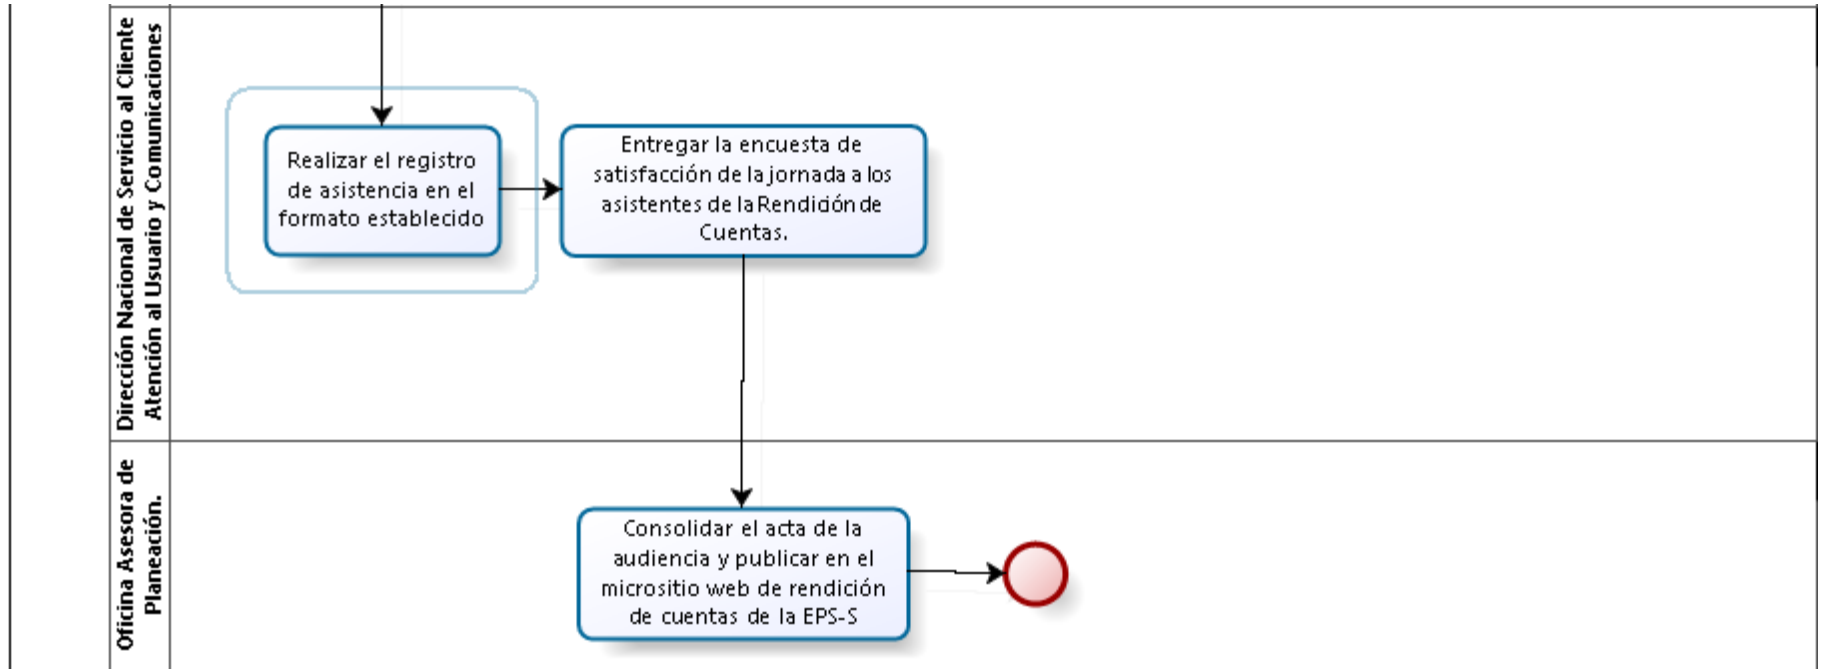 Dirección Nacional de Servicio al Cliente
Atención al Usuario y Comunicaciones
Realizar el registro
de asistencia en el
formato establecido
Entregar la encuesta de
satisfacción de la jornada a los
asistentes de la Rendición de
Cuentas.
Oficina Asesora de
Planeación.
Consolidar el acta de la
audiencia y publicar en el
micrositio web de rendición
de cuentas de la EPS-S